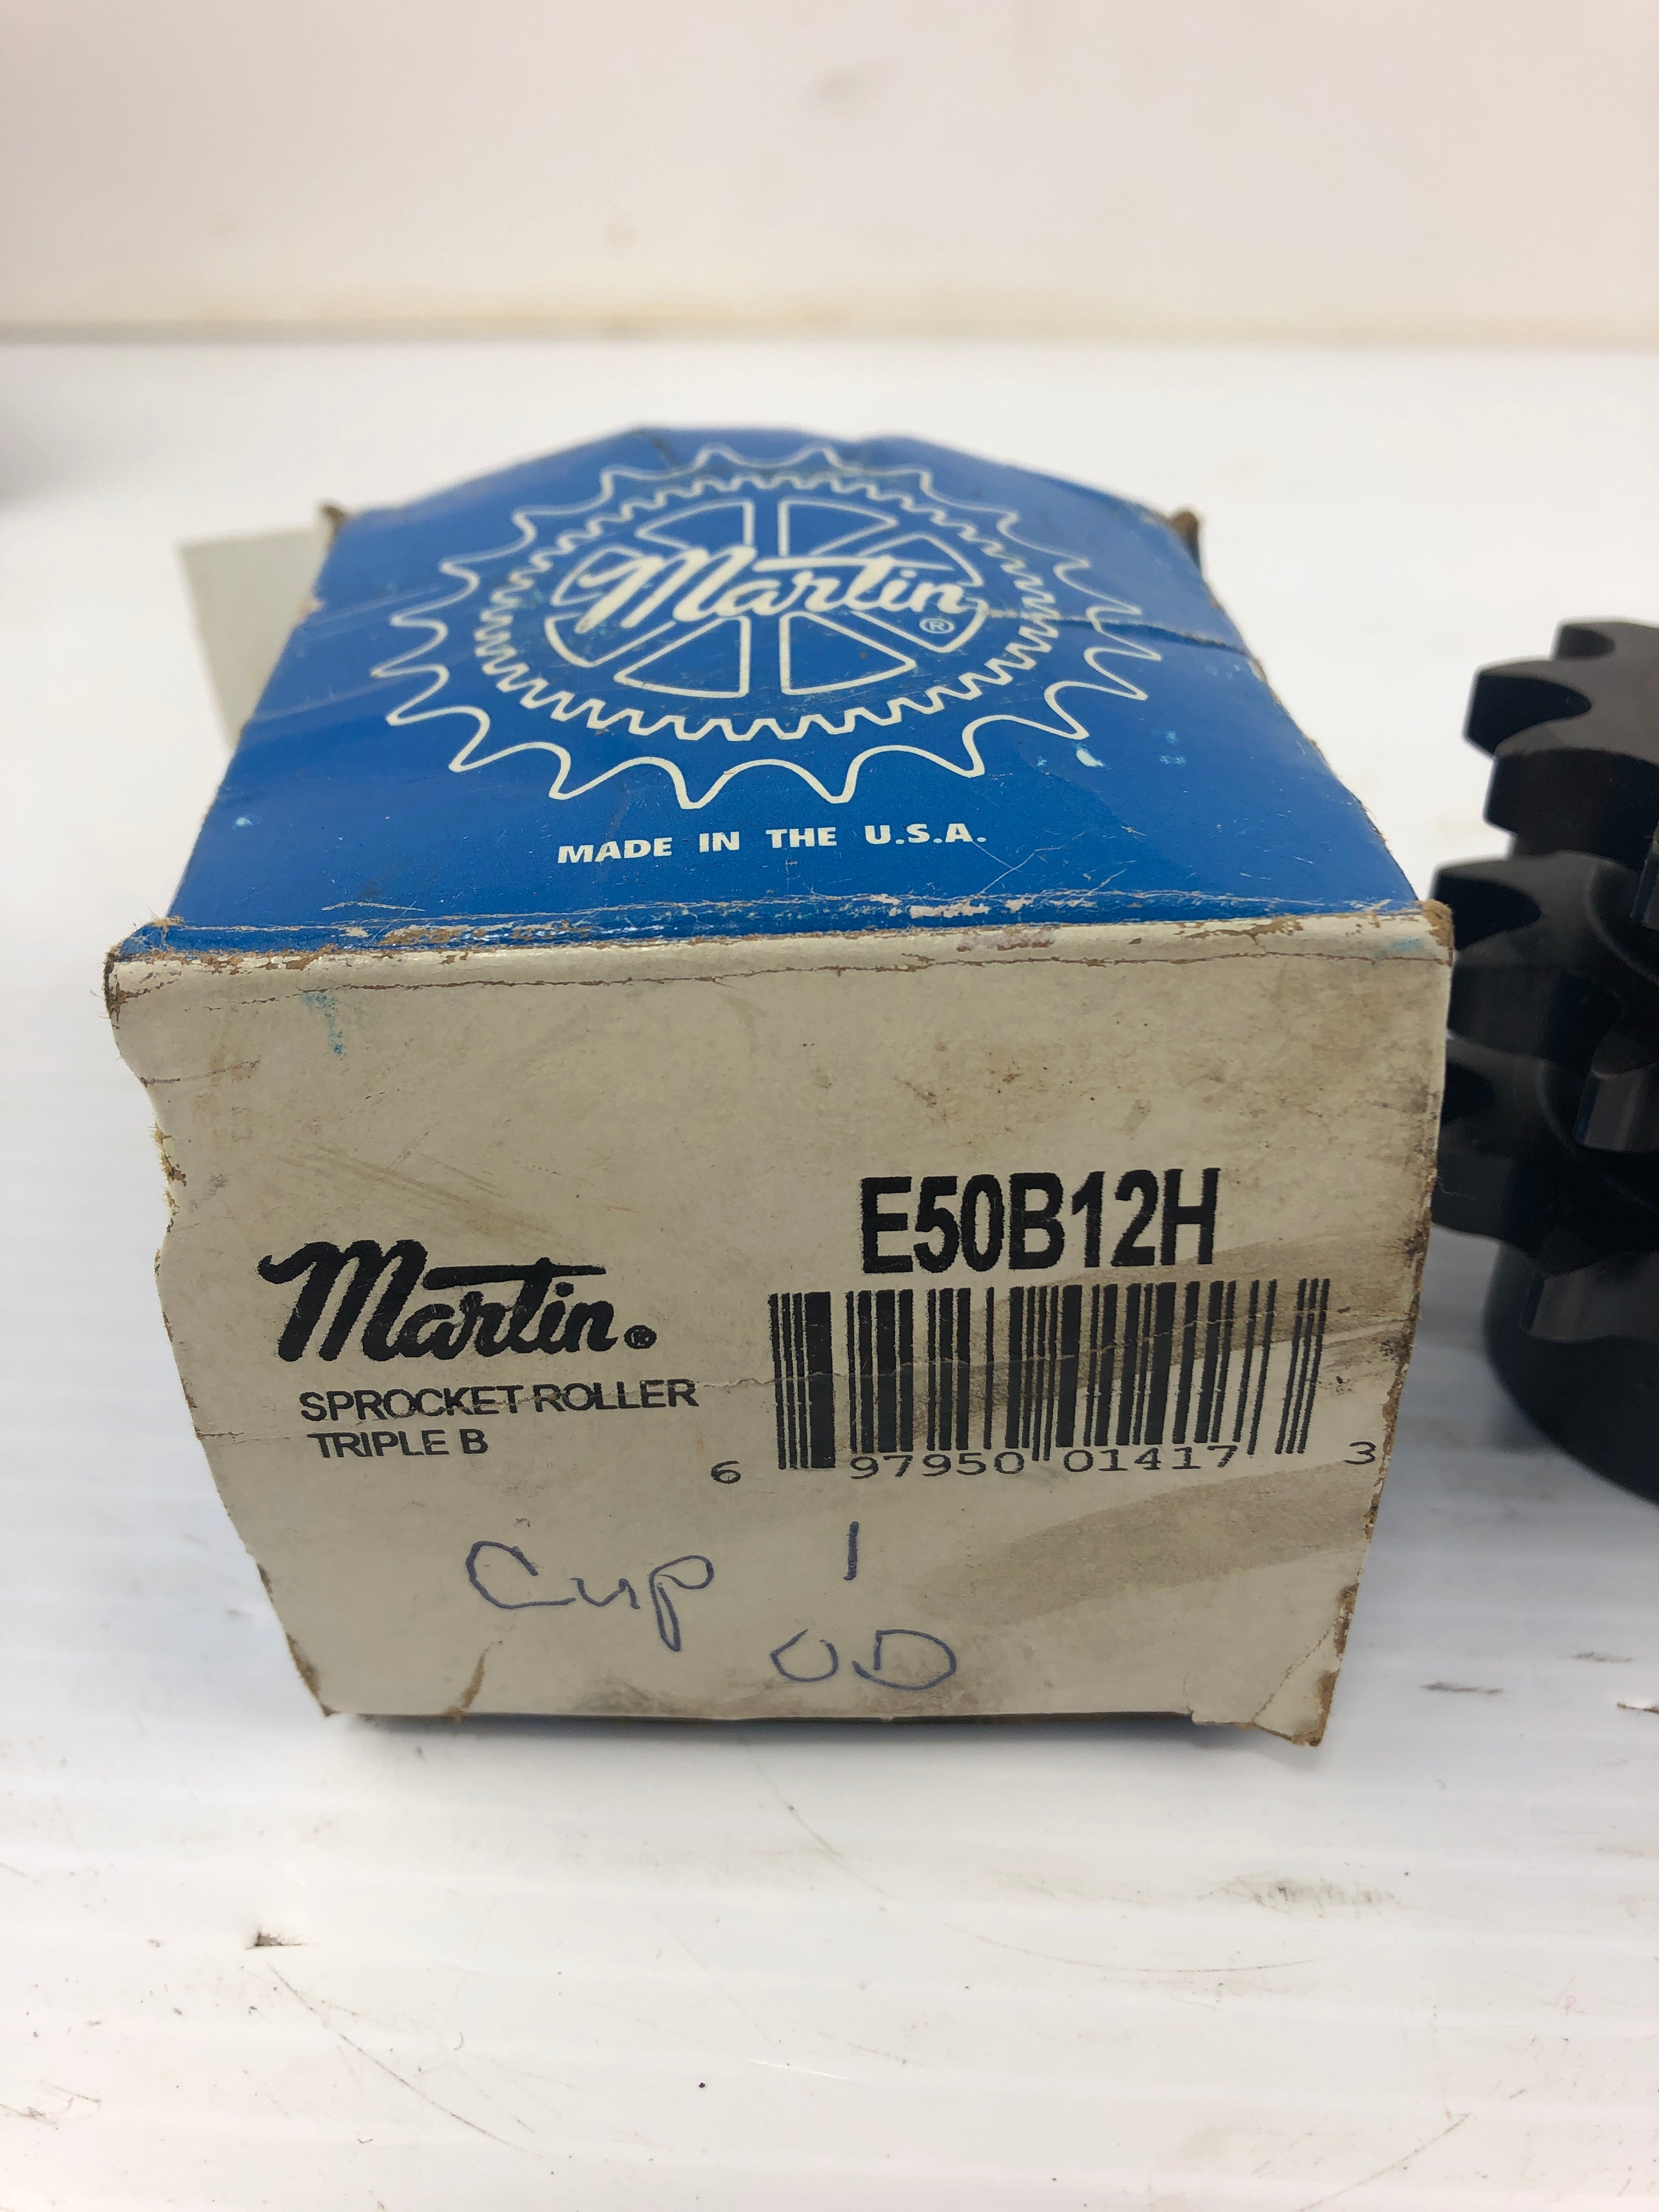 Martin®
MADE IN THE U.S.A.
E50B12H
Martin®
SPROCKET ROLLER
TRIPLE B
6 97950 01417 3
Cup 1
OD